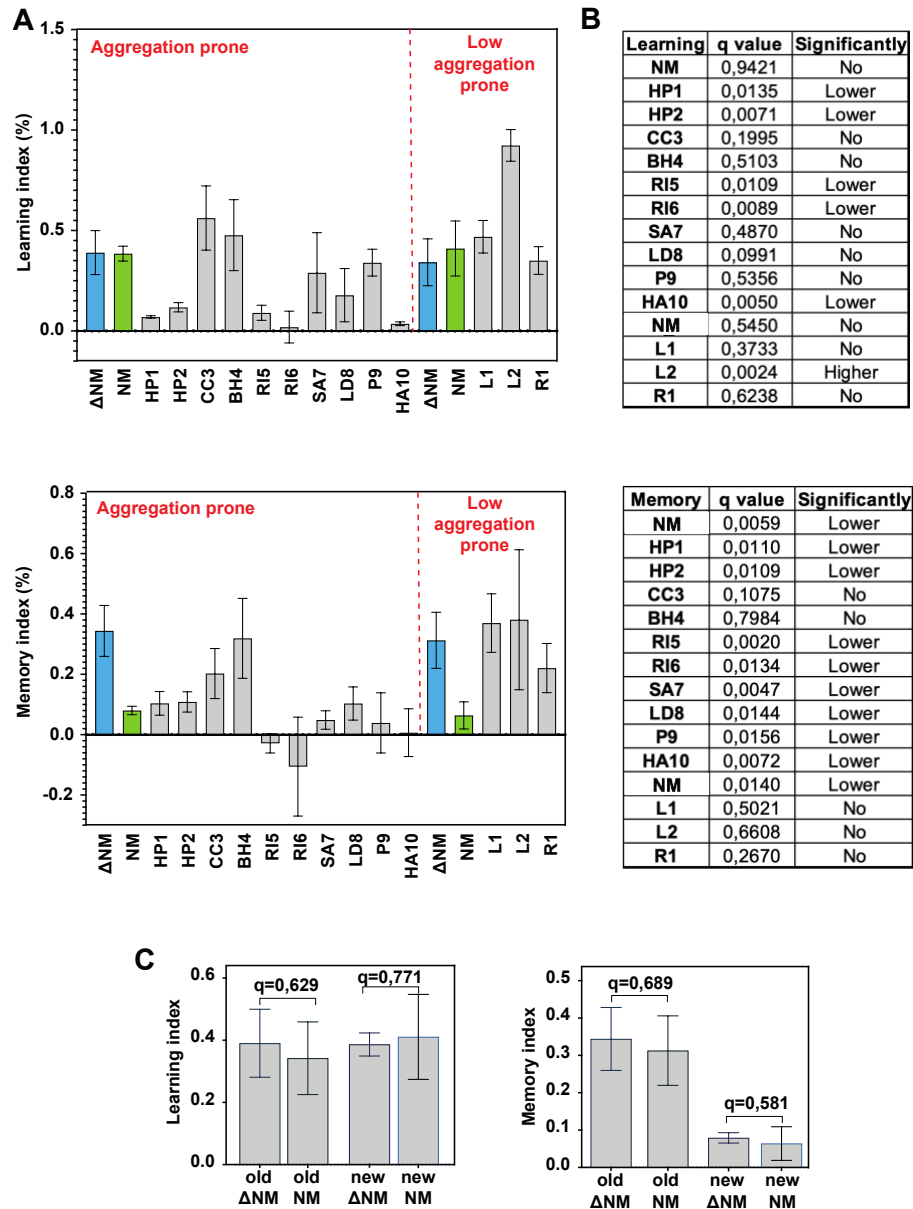 A
Aggregation prone
Low
aggregation
prone
Learning index (%)
1.5
1.0
0.5
0.0
ΔNM NM HP1 HP2 CC3 BH4 RI5 RI6 SA7 LD8 P9 HA10 ΔNM NM L1 L2 R1
B
Learning q value Significantly
NM 0,9421 No
HP1 0,0135 Lower
HP2 0,0071 Lower
CC3 0,1995 No
BH4 0,5103 No
RI5 0,0109 Lower
RI6 0,0089 Lower
SA7 0,4870 No
LD8 0,0991 No
P9 0,5356 No
HA10 0,0050 Lower
NM 0,5450 No
L1 0,3733 No
L2 0,0024 Higher
R1 0,6238 No
Aggregation prone
Low
aggregation
prone
Memory index (%)
0.8
0.6
0.4
0.2
0.0
-0.2
ΔNM NM HP1 HP2 CC3 BH4 RI5 RI6 SA7 LD8 P9 HA10 ΔNM NM L1 L2 R1
Memory q value Significantly
NM 0,0059 Lower
HP1 0,0110 Lower
HP2 0,0109 Lower
CC3 0,1075 No
BH4 0,7984 No
RI5 0,0020 Lower
RI6 0,0134 Lower
SA7 0,0047 Lower
LD8 0,0144 Lower
P9 0,0156 Lower
HA10 0,0072 Lower
NM 0,0140 Lower
L1 0,5021 No
L2 0,6608 No
R1 0,2670 No
C
Learning index
0.6
0.4
0.2
0.0
q=0,629
q=0,771
old old new new
ΔNM NM ΔNM NM
Memory index
0.5
0.4
0.3
0.2
0.1
0.0
q=0,689
q=0,581
old old new new
ΔNM NM ΔNM NM